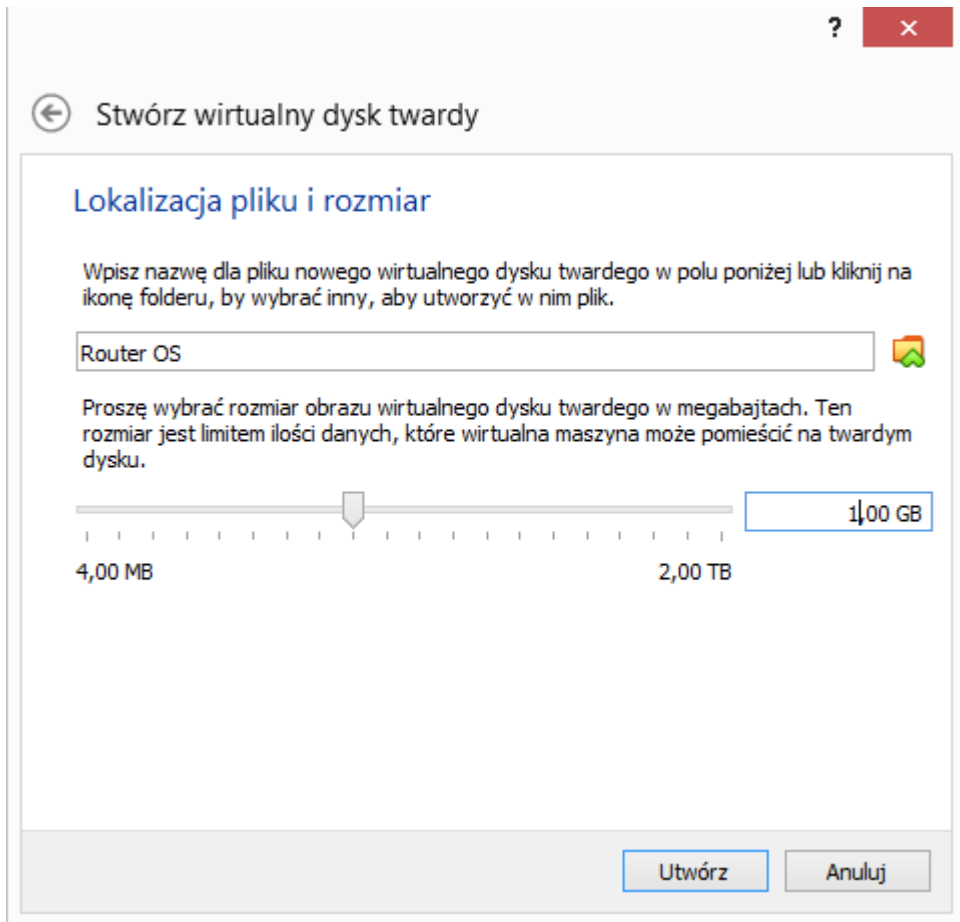 ?
Stwórz wirtualny dysk twardy
Lokalizacja pliku i rozmiar
Wpisz nazwę dla pliku nowego wirtualnego dysku twardego w polu poniżej lub kliknij na
ikonę folderu, by wybrać inny, aby utworzyć w nim plik.
Router OS
Proszę wybrać rozmiar obrazu wirtualnego dysku twardego w megabajtach. Ten
rozmiar jest limitem ilości danych, które wirtualna maszyna może pomieścić na twardym
dysku.
1,00 GB
4,00 MB 2,00 TB
Utwórz Anuluj